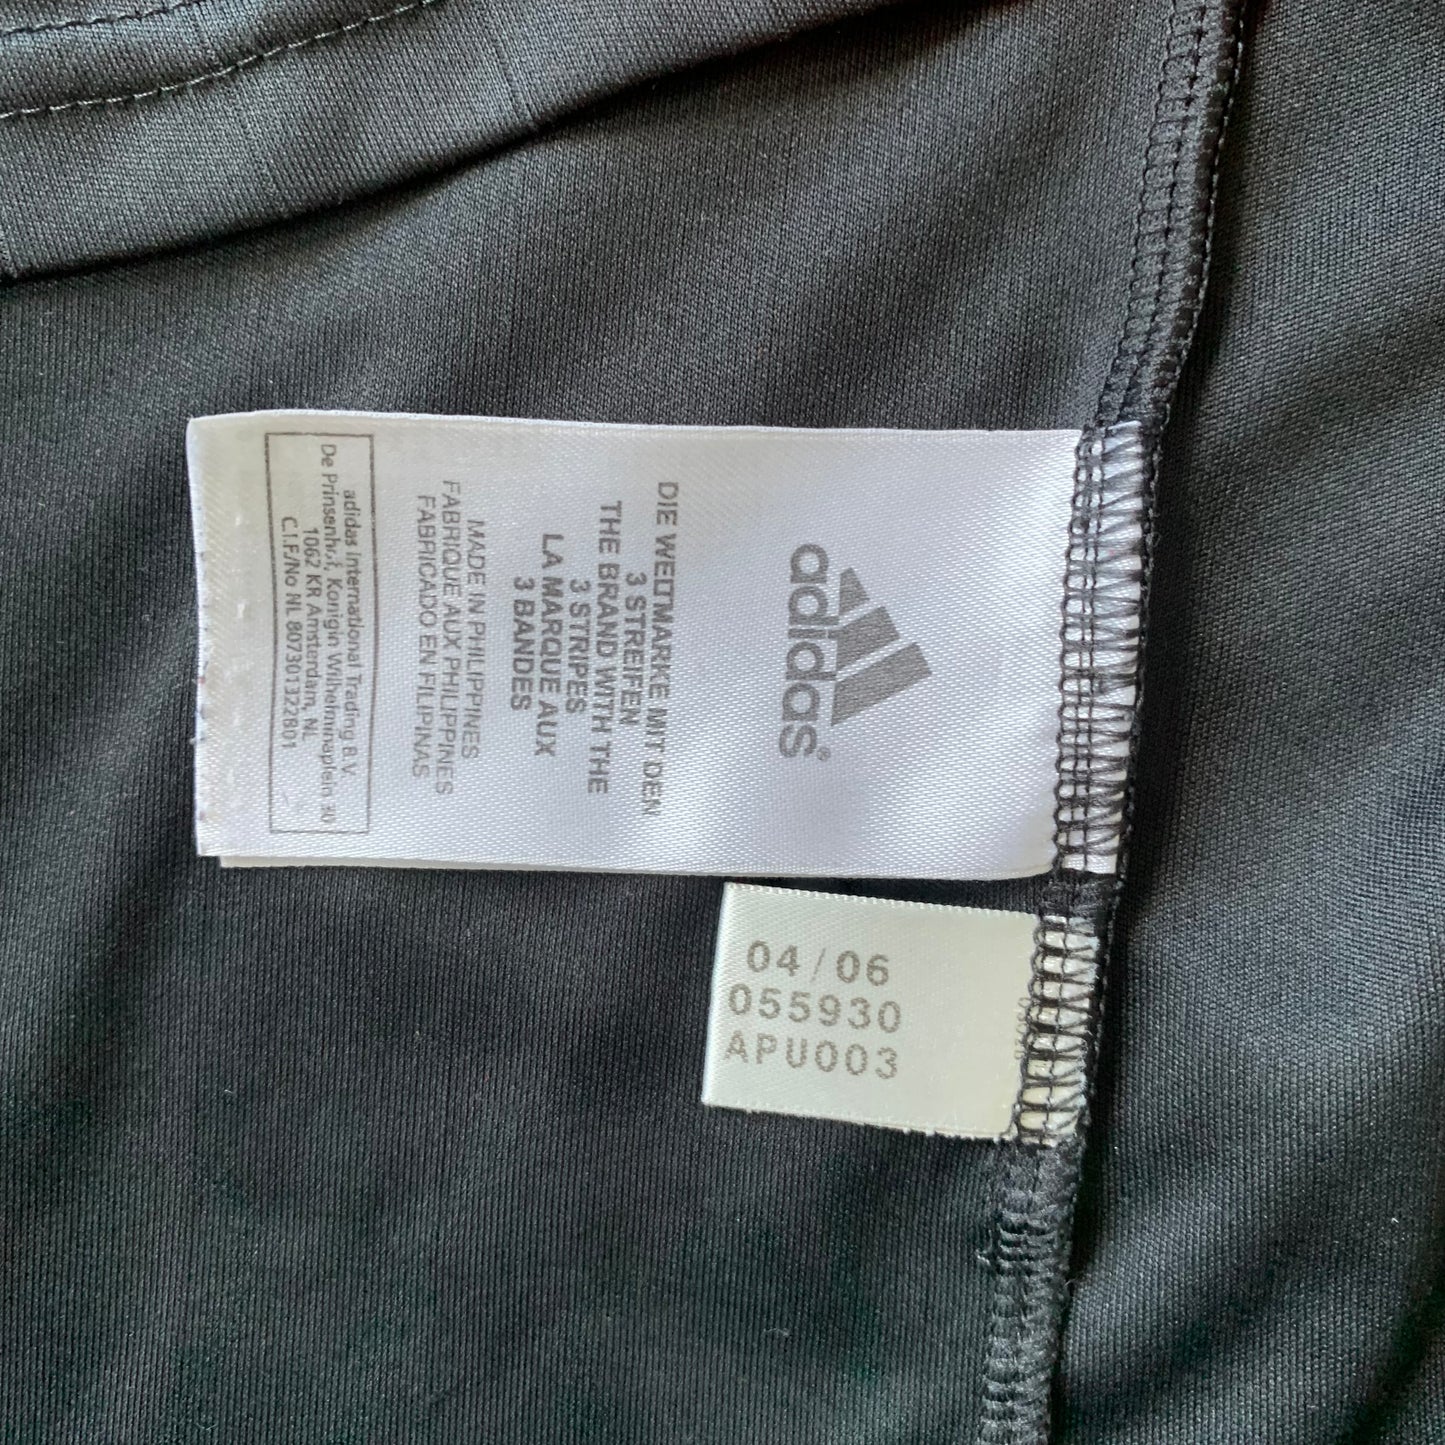 adidas®
DIE WELTMARKE MIT DEN
3 STREIFEN
THE BRAND WITH THE
3 STRIPES
LA MARQUE AUX
3 BANDES
MADE IN PHILIPPINES
FABRIQUE AUX PHILIPPINES
FABRICADO EN FILIPINAS
adidas international Trading B.V.
De Prinsenhof, Konigin Wilhelminaplein 30
1062 KR Amsterdam, NL
C.I.F/No NL 807301322B01
04/06
055930
APU003